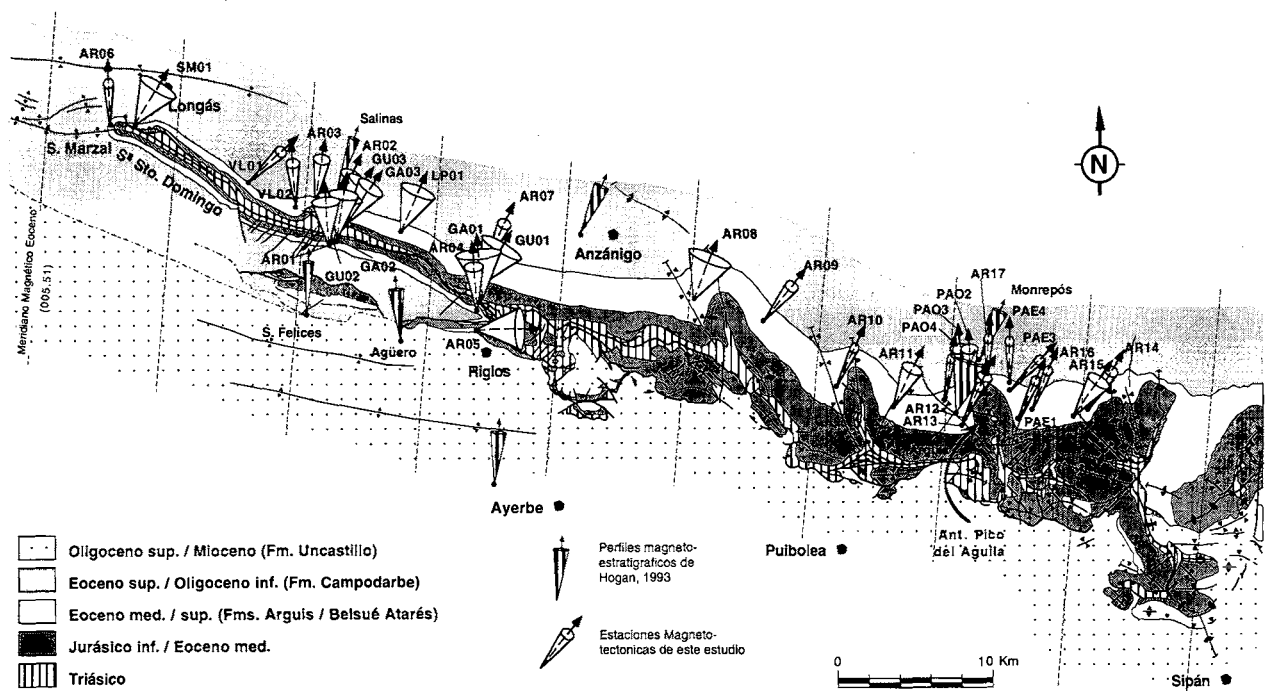 AR06
SM01
Longás
S. Marzal
Sª Sto. Domingo
VL01
VL02
AR03
Salinas
AR02
GU03
GA03
LP01
AR07
GA01
GU01
AR04
Anzánigo
AR08
AR09
AR01
GU02
GA02
S. Felices
Agüero
AR05
Riglos
AR10
AR11
AR17
PAO2
Monrepós
PAO3
PAE4
PAO4
PAE3
AR16
AR14
AR15
AR12
AR13
PAE1
N
Meridiano Magnético Eoceno
(005.51)
Ayerbe
Puibolea
Ant. Pico
del Aguila
Sipán
Oligoceno sup. / Mioceno (Fm. Uncastillo)
Eoceno sup. / Oligoceno inf. (Fm. Campodarbe)
Eoceno med. / sup. (Fms. Arguis / Belsué Atarés)
Jurásico inf. / Eoceno med.
Triásico
Perfiles magneto-
estratigraficos de
Hogan, 1993
Estaciones Magneto-
tectonicas de este estudio
0 10 Km